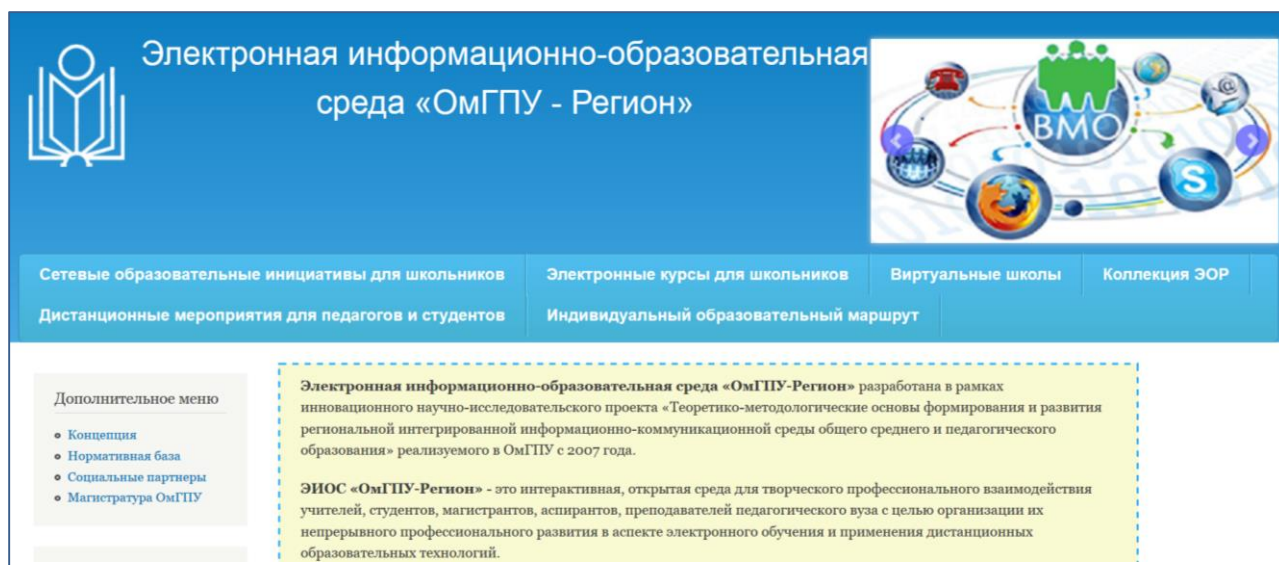 Электронная информационно-образовательная
среда «ОмГПУ - Регион»
ВМО
Сетевые образовательные инициативы для школьников
Электронные курсы для школьников
Виртуальные школы
Коллекция ЭОР
Дистанционные мероприятия для педагогов и студентов
Индивидуальный образовательный маршрут
Дополнительное меню
Концепция
Нормативная база
Социальные партнеры
Магистратура ОмГПУ
Электронная информационно-образовательная среда «ОмГПУ-Регион» разработана в рамках
инновационного научно-исследовательского проекта «Теоретико-методологические основы формирования и развития
региональной интегрированной информационно-коммуникационной среды общего среднего и педагогического
образования» реализуемого в ОмГПУ с 2007 года.
ЭИОС «ОмГПУ-Регион» - это интерактивная, открытая среда для творческого профессионального взаимодействия
учителей, студентов, магистрантов, аспирантов, преподавателей педагогического вуза с целью организации их
непрерывного профессионального развития в аспекте электронного обучения и применения дистанционных
образовательных технологий.